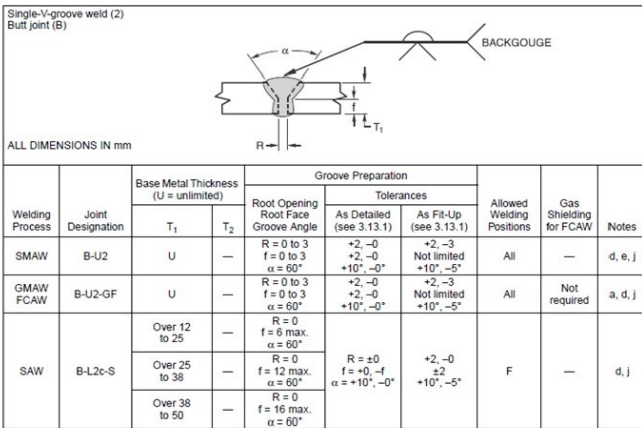 Single-V-groove weld (2)
Butt joint (B)
α
BACKGOUGE
f
T₁
R
ALL DIMENSIONS IN mm
Welding Process
Joint Designation
Base Metal Thickness (U = unlimited)
T₁
T₂
Groove Preparation
Root Opening
Root Face
Groove Angle
Tolerances
As Detailed (see 3.13.1)
As Fit-Up (see 3.13.1)
Allowed Welding Positions
Gas Shielding for FCAW
Notes
SMAW B-U2 U — R = 0 to 3 +2, –0 +2, –3 All — d, e, j
f = 0 to 3 +2, –0 Not limited
α = 60° +10°, –0° +10°, –5°
GMAW FCAW B-U2-GF U — R = 0 to 3 +2, –0 +2, –3 All Not required a, d, j
f = 0 to 3 +2, –0 Not limited
α = 60° +10°, –0° +10°, –5°
SAW B-L2c-S
Over 12 to 25 — R = 0
f = 6 max.
α = 60°
Over 25 to 38 — R = 0
f = 12 max.
α = 60°
Over 38 to 50 — R = 0
f = 16 max.
α = 60°
R = ±0 +2, –0
f = +0, –f ±2
α = +10°, –0° +10°, –5°
F — d, j